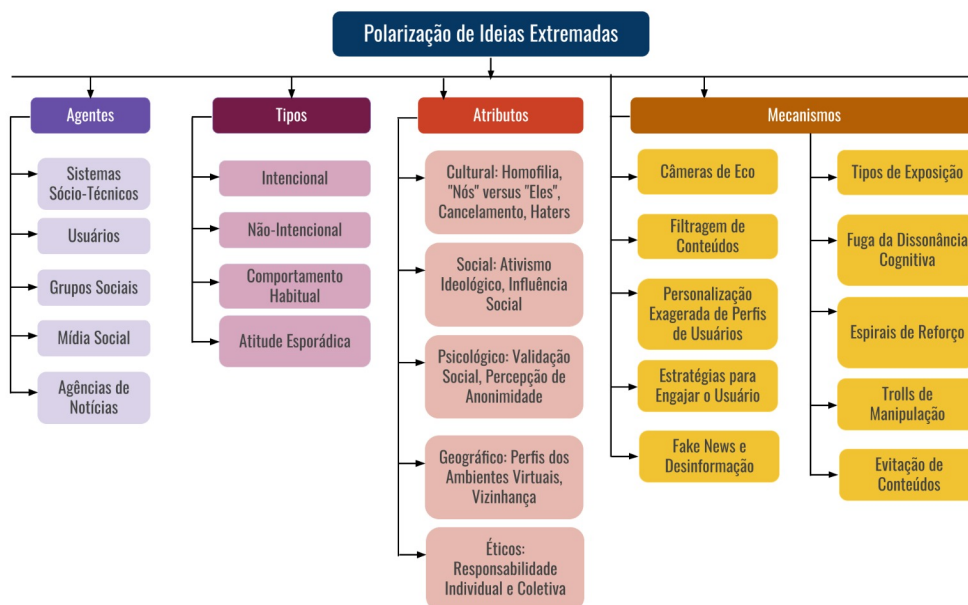 Polarização de Ideias Extremadas
Agentes
Sistemas
Sócio-Técnicos
Usuários
Grupos Sociais
Mídia Social
Agências de
Notícias
Tipos
Intencional
Não-Intencional
Comportamento
Habitual
Atitude Esporádica
Atributos
Cultural: Homofilia,
"Nós" versus "Eles",
Cancelamento, Haters
Social: Ativismo
Ideológico, Influência
Social
Psicológico: Validação
Social, Percepção de
Anonimidade
Geográfico: Perfis dos
Ambientes Virtuais,
Vizinhança
Éticos:
Responsabilidade
Individual e Coletiva
Mecanismos
Câmeras de Eco
Filtragem de
Conteúdos
Personalização
Exagerada de Perfis
de Usuários
Estratégias para
Engajar o Usuário
Fake News e
Desinformação
Tipos de Exposição
Fuga da Dissonância
Cognitiva
Espirais de Reforço
Trolls de
Manipulação
Evitação de
Conteúdos